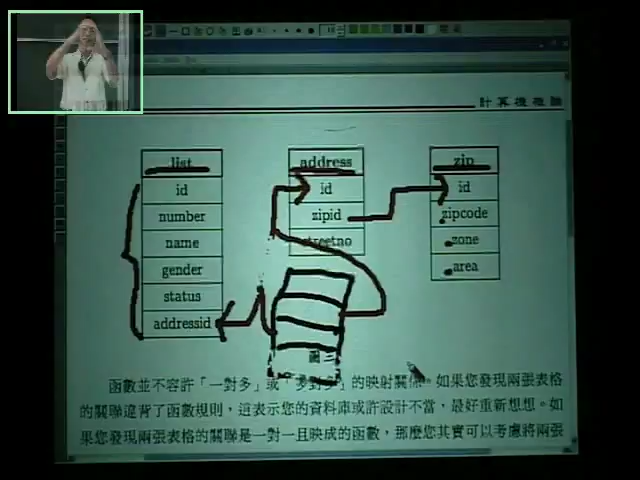 計算機概論
list
id
number
name
gender
status
addressid
address
id
zipid
streetno
zip
id
zipcode
zone
area
圖二
函數並不容許「一對多」或「多對多」的映射關係。如果您發現兩張表格
的關聯違背了函數規則,這表示您的資料庫或許設計不當,最好重新想想。如
果您發現兩張表格的關聯是一對一且映成的函數,那麼您其實可以考慮將兩張